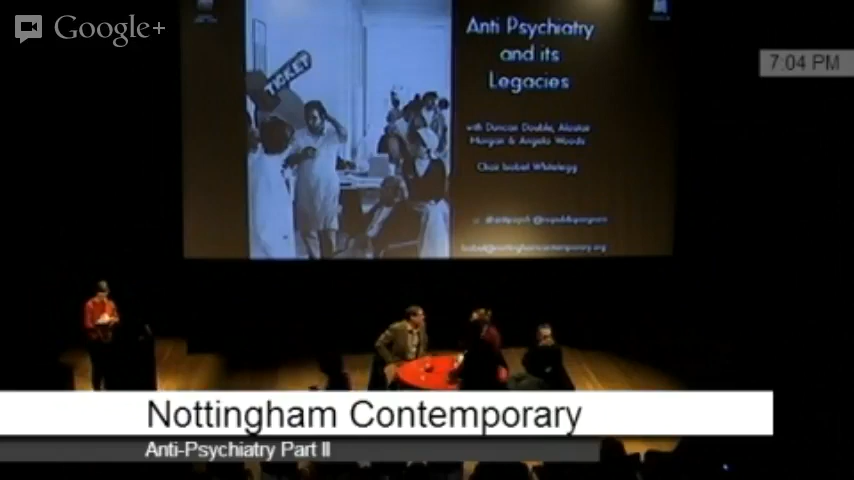 Google+
Anti Psychiatry
and its
Legacies
TICKET
7:04 PM
with Duncan Double, Alastair
Morgan & Angela Woods
Chair Isobel Whitelegg
Nottingham Contemporary
Anti-Psychiatry Part II